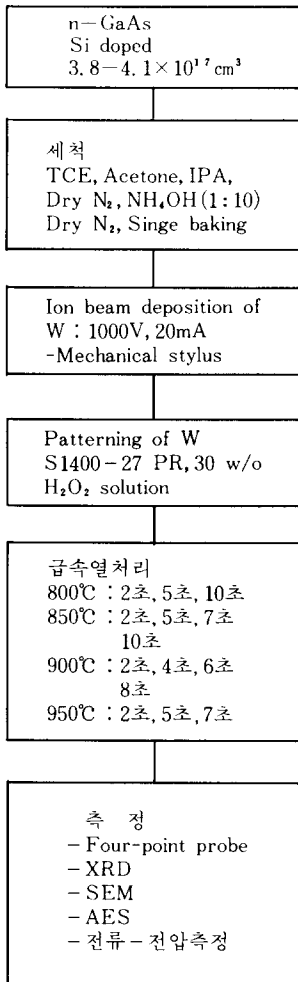 n-GaAs
Si doped
3.8-4.1×10¹⁷cm³
세 척
TCE, Acetone, IPA,
Dry N₂, NH₄OH(1:10)
Dry N₂, Singe baking
Ion beam deposition of
W : 1000V, 20mA
-Mechanical stylus
Patterning of W
S1400-27 PR, 30 w/o
H₂O₂ solution
급속열처리
800℃ : 2초, 5초, 10초
850℃ : 2초, 5초, 7초
10초
900℃ : 2초, 4초, 6초
8초
950℃ : 2초, 5초, 7초
측 정
- Four-point probe
- XRD
- SEM
- AES
- 전류-전압측정